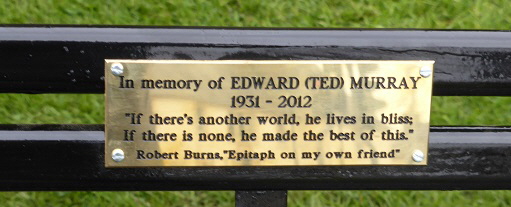 In memory of EDWARD (TED) MURRAY
1931 - 2012
"If there's another world, he lives in bliss;
If there is none, he made the best of this."
Robert Burns,"Epitaph on my own friend"